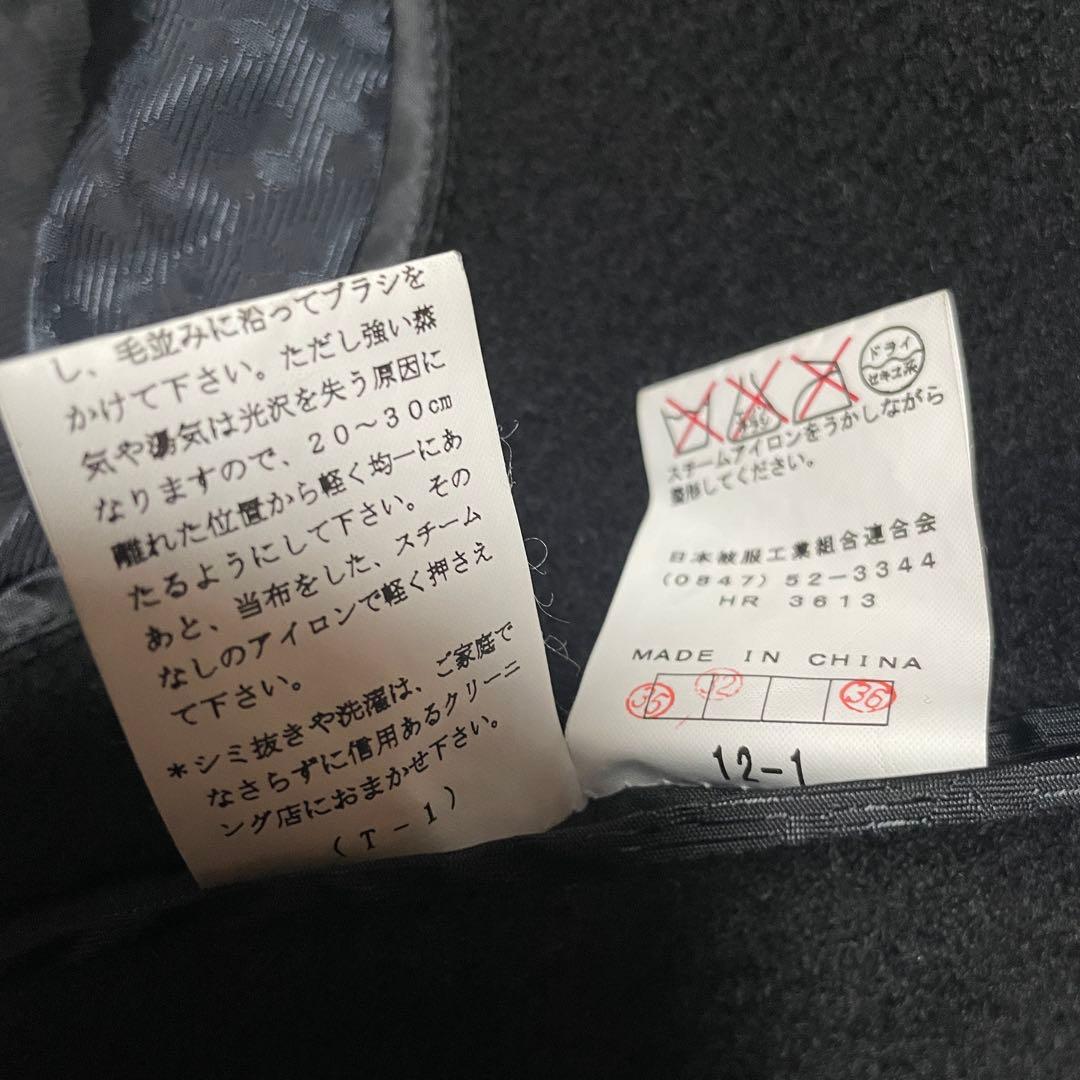 し、毛並みに沿ってブラシを
かけて下さい。ただし強い蒸
気や湯気は光沢を失う原因に
なりますので、20〜30cm
離れた位置から軽く均一にあ
たるようにして下さい。その
あと、当布をした、スチーム
なしのアイロンで軽く押さえ
て下さい。
*シミ抜きや洗濯は、ご家庭で
なさらずに信用あるクリーニ
ング店におまかせ下さい。
(T-1)
ドライ
セキユ系
エンソ
サラシ
スチームアイロンをうかしながら
整形してください。
日本被服工業組合連合会
(0847) 52-3344
HR 3613
MADE IN CHINA
35 32 36
12-1